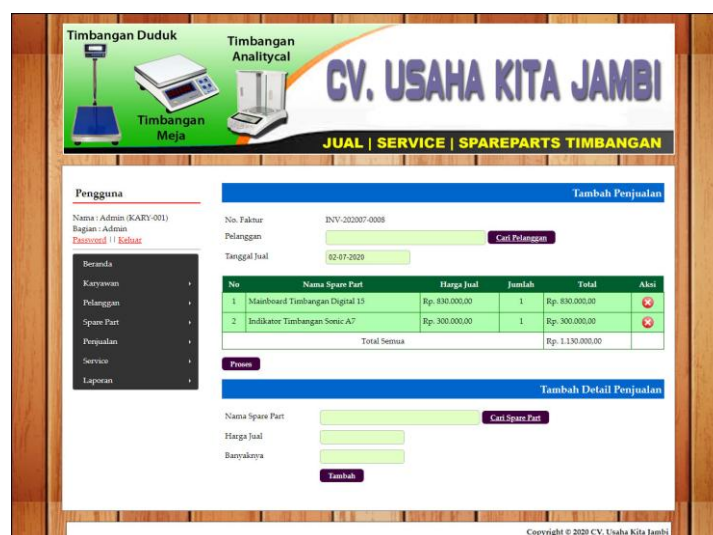 Timbangan Duduk
Timbangan
Analitycal
Timbangan
Meja
CV. USAHA KITA JAMBI
JUAL | SERVICE | SPAREPARTS TIMBANGAN
Pengguna
Nama : Admin (KARY-001)
Bagian : Admin
Password | | Keluar
Beranda
Karyawan
Pelanggan
Spare Part
Penjualan
Service
Laporan
Tambah Penjualan
No. Faktur INV-202007-0008
Pelanggan Cari Pelanggan
Tanggal Jual 02-07-2020
No Nama Spare Part Harga Jual Jumlah Total Aksi
1 Mainboard Timbangan Digital 15 Rp. 830.000,00 1 Rp. 830.000,00
2 Indikator Timbangan Sonic A7 Rp. 300.000,00 1 Rp. 300.000,00
Total Semua Rp. 1.130.000,00
Proses
Tambah Detail Penjualan
Nama Spare Part Cari Spare Part
Harga Jual
Banyaknya
Tambah
Copyright © 2020 CV. Usaha Kita Jambi